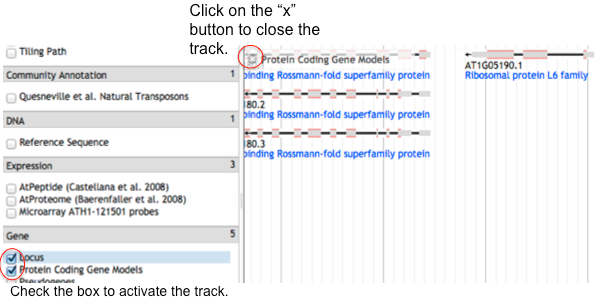 Click on the “x”
button to close the
track.
Tiling Path
Community Annotation 1
Quesneville et al. Natural Transposons
DNA 1
Reference Sequence
Expression 3
AtPeptide (Castellana et al. 2008)
AtProteome (Baerenfaller et al. 2008)
Microarray ATH1-121501 probes
Gene 5
Locus
Protein Coding Gene Models
Check the box to activate the track.
Protein Coding Gene Models
binding Rossmann-fold superfamily protein
180.2
binding Rossmann-fold superfamily protein
180.3
binding Rossmann-fold superfamily protein
AT1G05190.1
Ribosomal protein L6 family